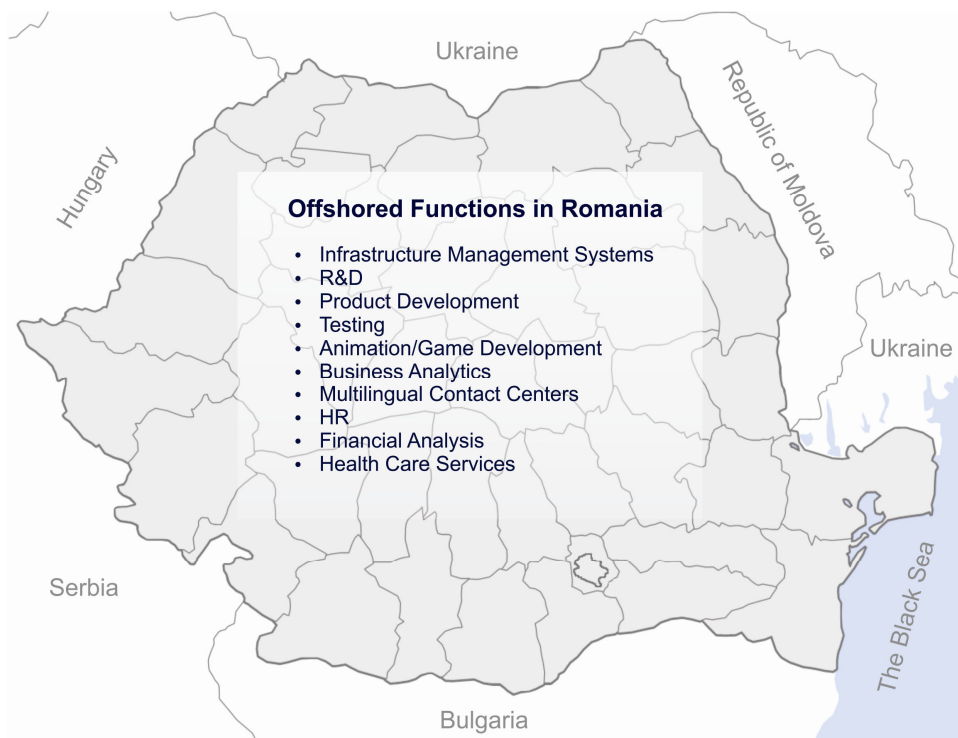 Ukraine
Republic of Moldova
Hungary
Offshored Functions in Romania
• Infrastructure Management Systems
• R&D
• Product Development
• Testing
• Animation/Game Development
• Business Analytics
• Multilingual Contact Centers
• HR
• Financial Analysis
• Health Care Services
Ukraine
Serbia
The Black Sea
Bulgaria